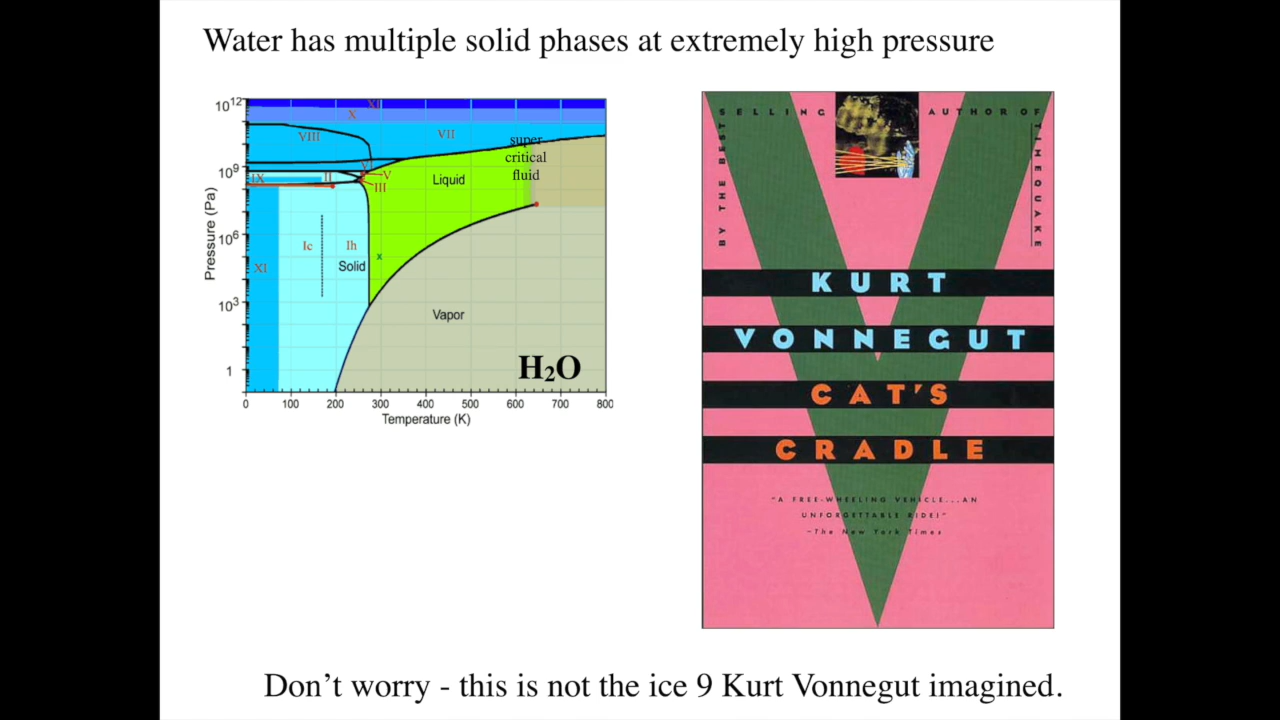 Water has multiple solid phases at extremely high pressure
10¹²
10⁹
10⁶
10³
1
Pressure (Pa)
XI
X
VIII
VII
super
critical
fluid
VI
IX
II
V
III
Liquid
Ic
Ih
Solid
XI
x
Vapor
H₂O
0 100 200 300 400 500 600 700 800
Temperature (K)
BY THE BEST
SELLING
AUTHOR OF
TIMEQUAKE
KURT
VONNEGUT
CAT'S
CRADLE
"A FREE-WHEELING VEHICLE...AN
UNFORGETTABLE RIDE!"
–The New York Times
Don't worry - this is not the ice 9 Kurt Vonnegut imagined.